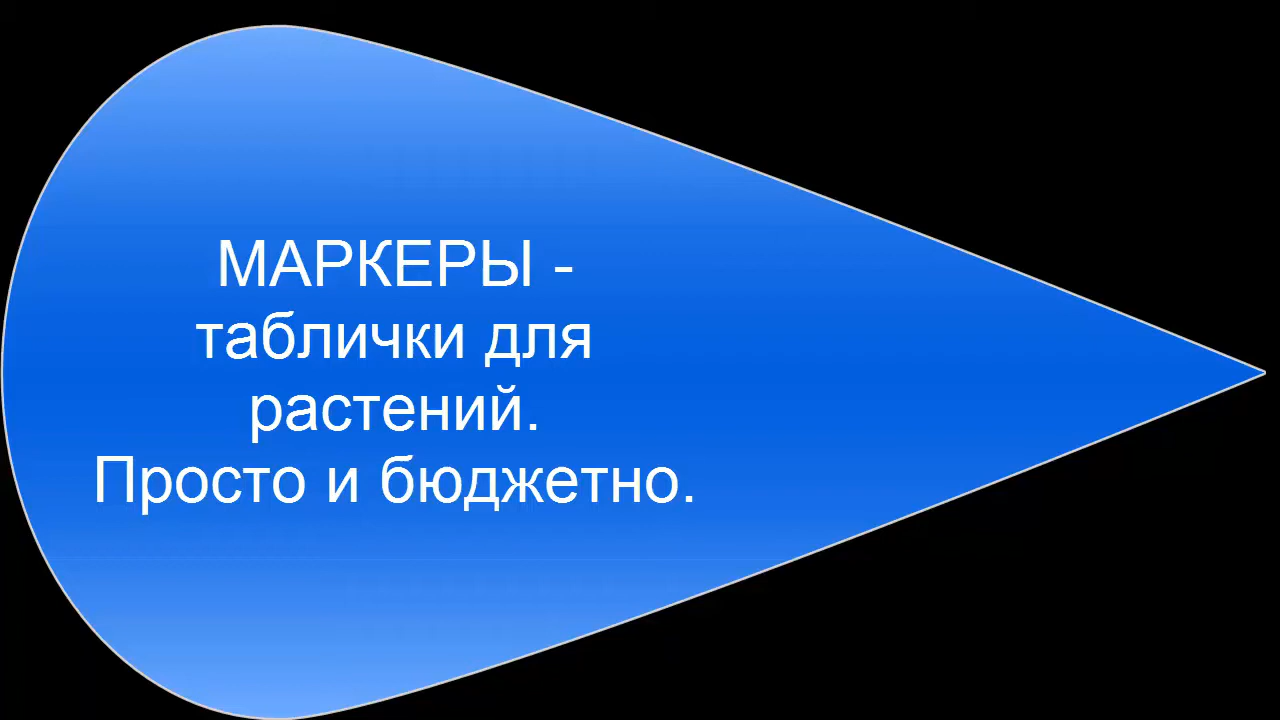 МАРКЕРЫ -
таблички для
растений.
Просто и бюджетно.